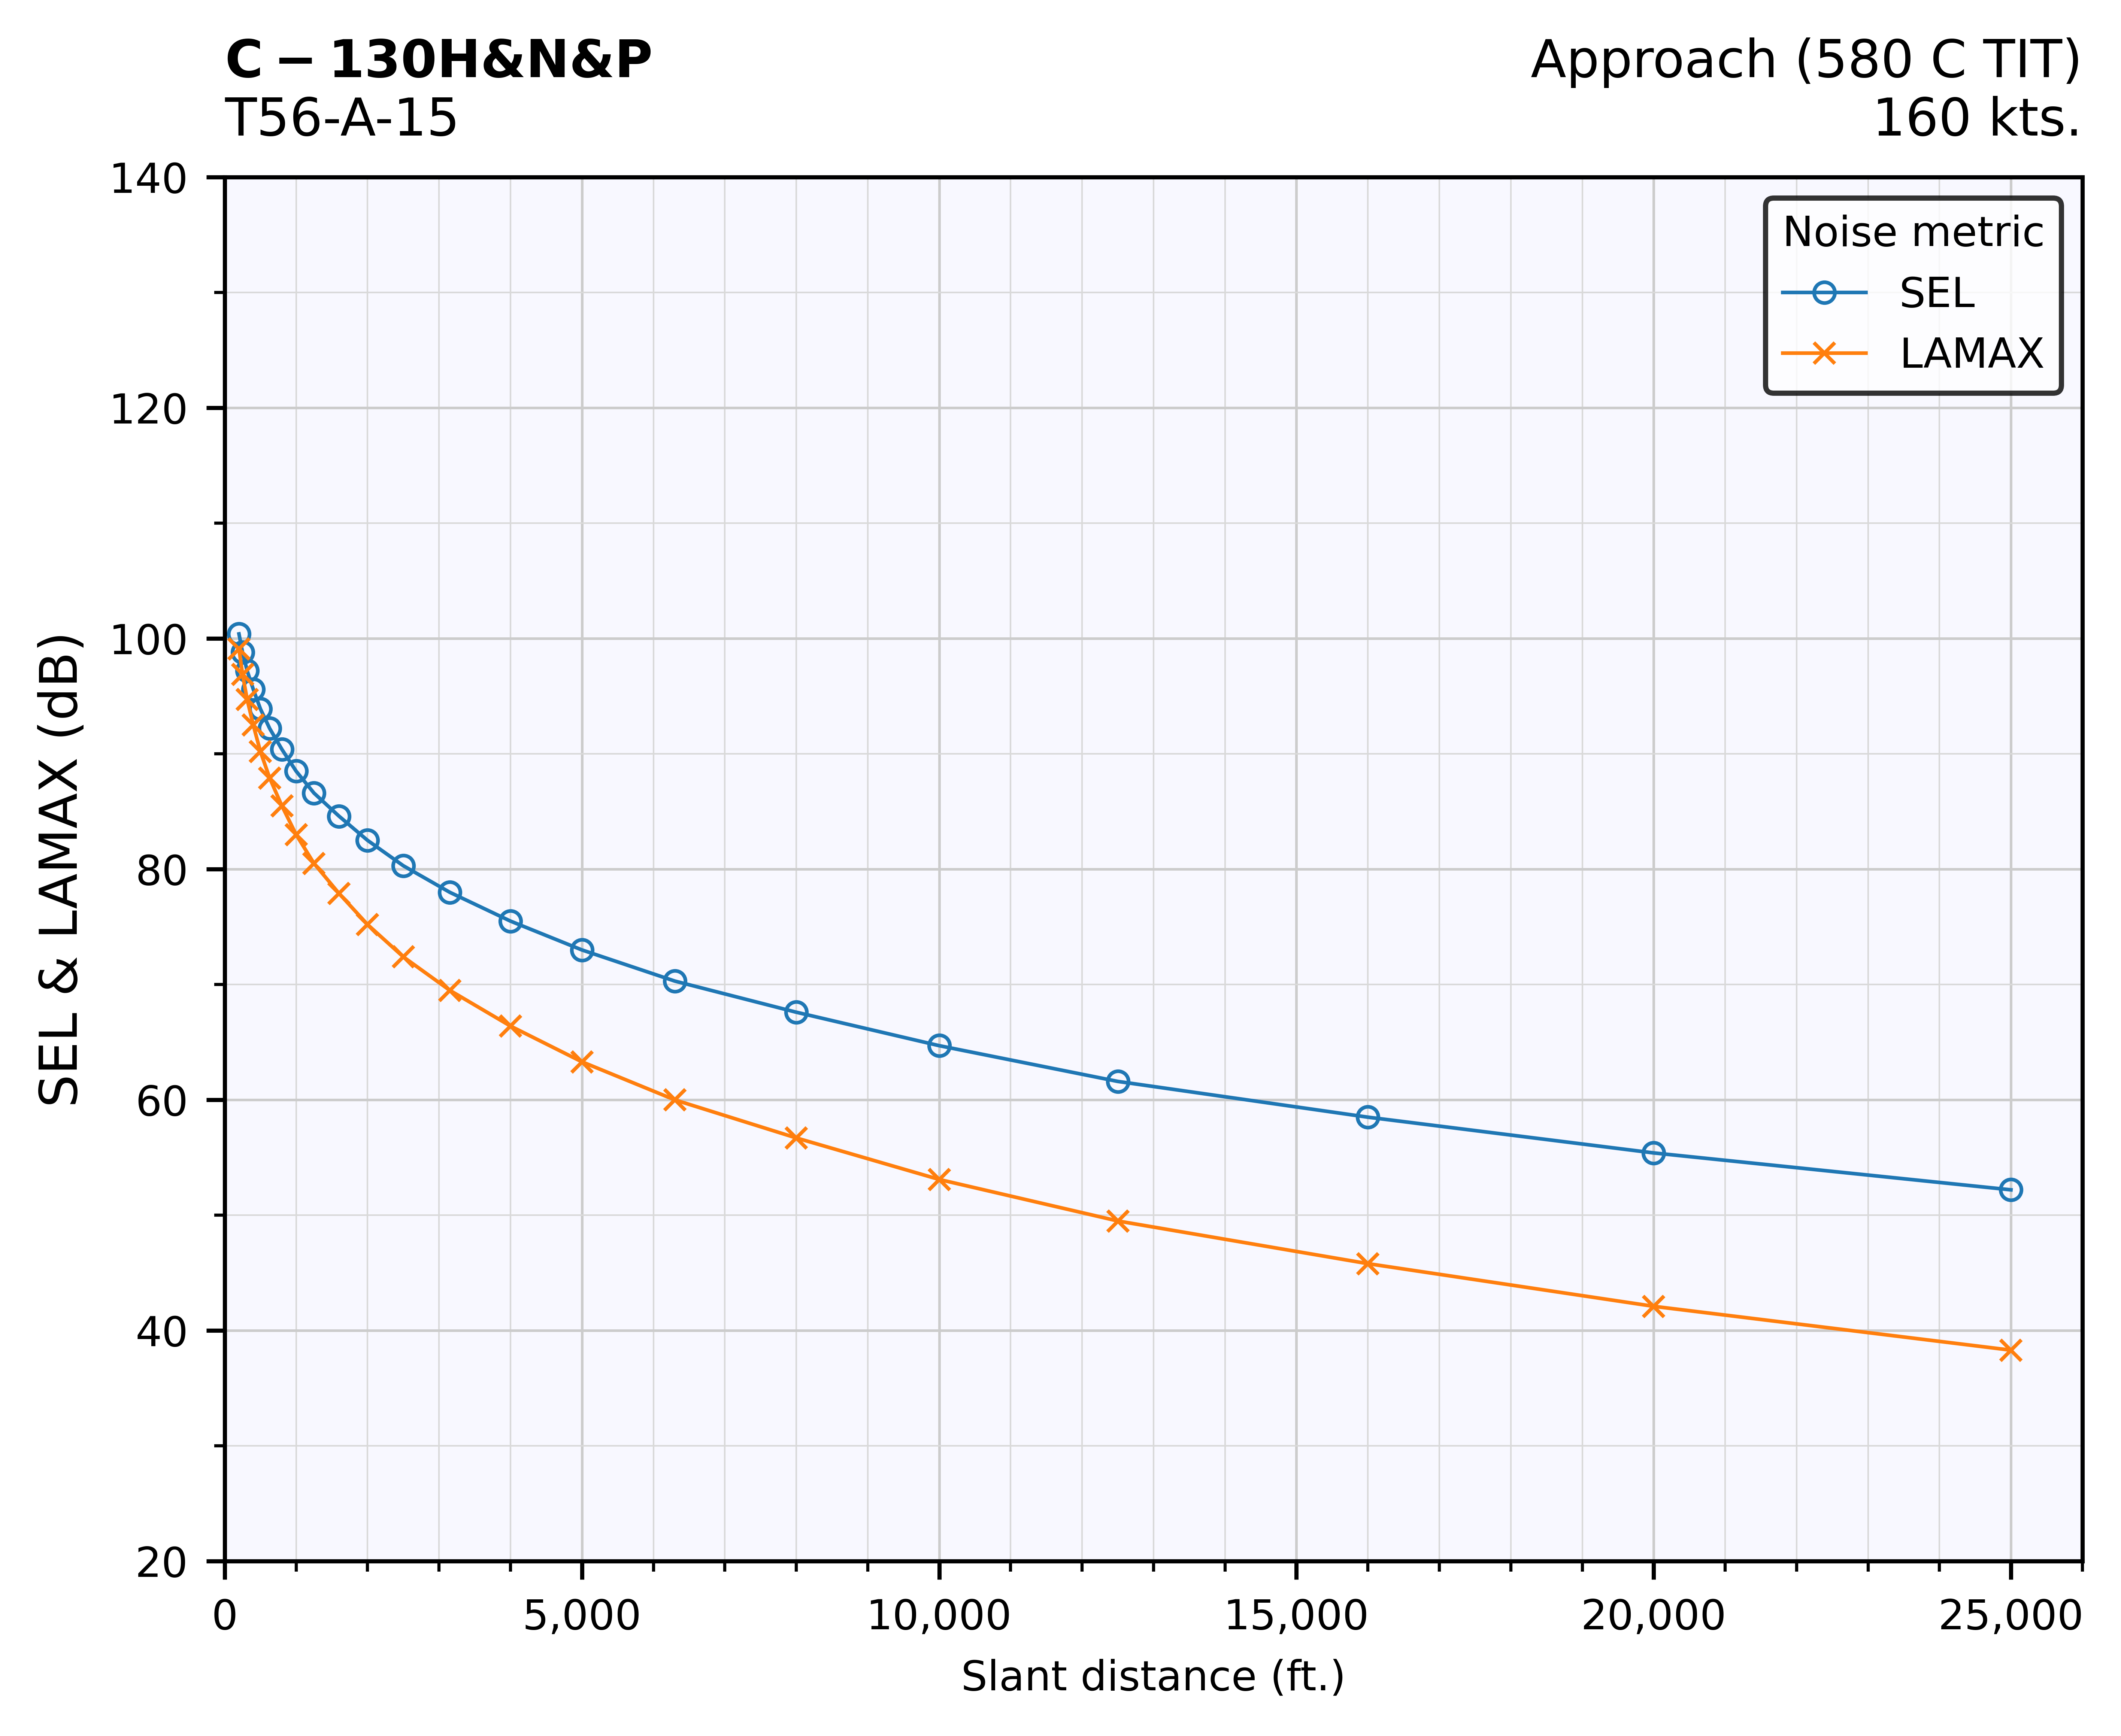 C − 130H&N&P
T56-A-15
Approach (580 C TIT)
160 kts.
Noise metric
SEL
LAMAX
SEL & LAMAX (dB)
140
120
100
80
60
40
20
0 5,000 10,000 15,000 20,000 25,000
Slant distance (ft.)